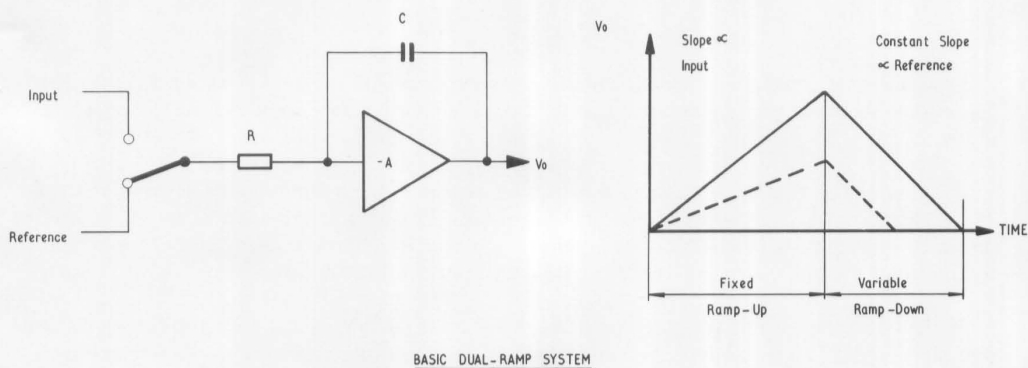 C
Input
R
-A
Vo
Reference
Vo
Slope ∝
Input
Constant Slope
∝ Reference
TIME
Fixed
Ramp-Up
Variable
Ramp-Down
BASIC DUAL-RAMP SYSTEM